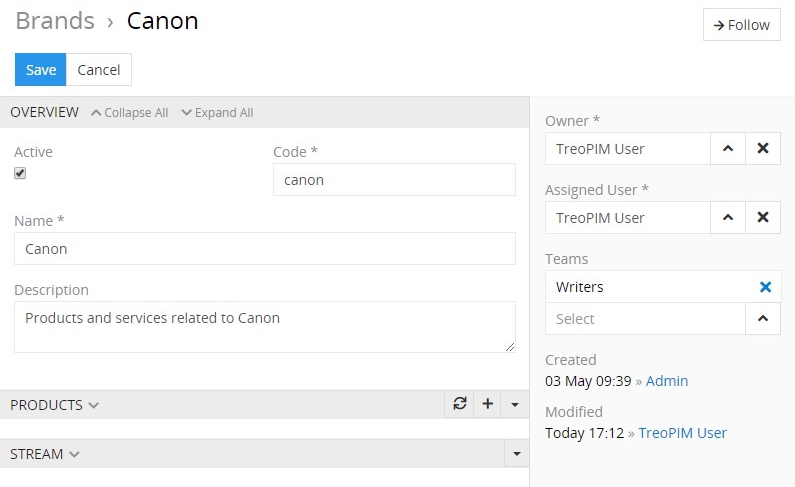 Brands › Canon
Follow
Save Cancel
OVERVIEW Collapse All Expand All
Active
Code *
canon
Name *
Canon
Description
Products and services related to Canon
PRODUCTS
STREAM
Owner *
TreoPIM User
Assigned User *
TreoPIM User
Teams
Writers
Select
Created
03 May 09:39 » Admin
Modified
Today 17:12 » TreoPIM User